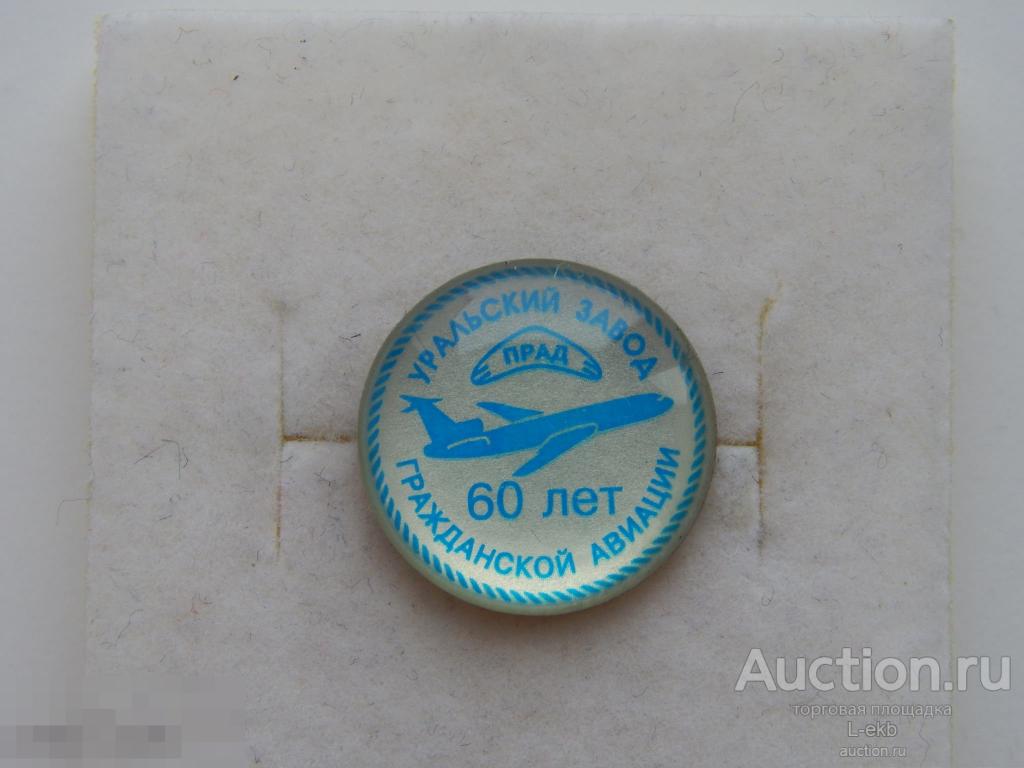 УРАЛЬСКИЙ ЗАВОД
ПРАД
60 лет
ГРАЖДАНСКОЙ АВИАЦИИ
Auction.ru
торговая площадка
L-ekb
auction.ru